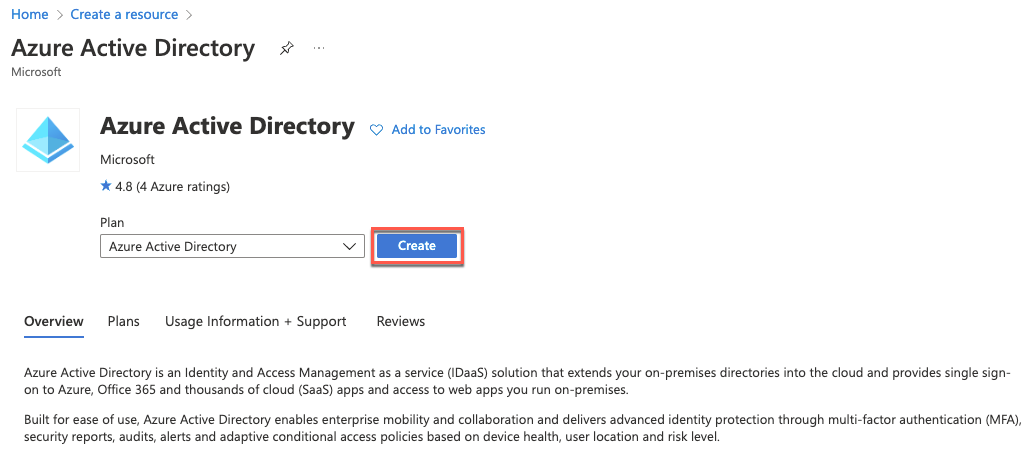 Home > Create a resource >
Azure Active Directory ...
Microsoft
Azure Active Directory Add to Favorites
Microsoft
4.8 (4 Azure ratings)
Plan
Azure Active Directory Create
Overview Plans Usage Information + Support Reviews
Azure Active Directory is an Identity and Access Management as a service (IDaaS) solution that extends your on-premises directories into the cloud and provides single sign-
on to Azure, Office 365 and thousands of cloud (SaaS) apps and access to web apps you run on-premises.
Built for ease of use, Azure Active Directory enables enterprise mobility and collaboration and delivers advanced identity protection through multi-factor authentication (MFA),
security reports, audits, alerts and adaptive conditional access policies based on device health, user location and risk level.